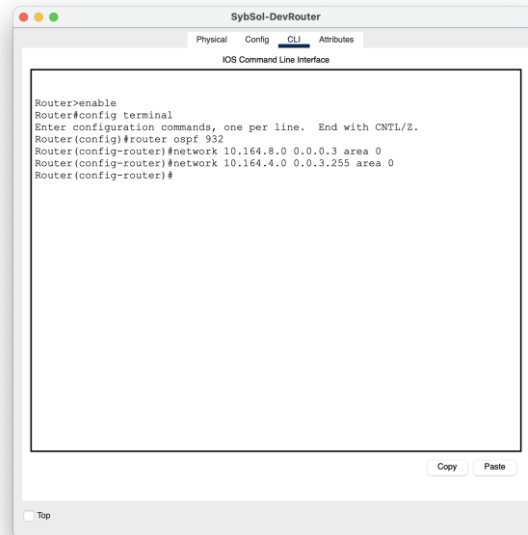 SybSol-DevRouter
Physical Config CLI Attributes
IOS Command Line Interface
Router>enable
Router#config terminal
Enter configuration commands, one per line.  End with CNTL/Z.
Router(config)#router ospf 932
Router(config-router)#network 10.164.8.0 0.0.0.3 area 0
Router(config-router)#network 10.164.4.0 0.0.3.255 area 0
Router(config-router)#
Copy Paste
Top